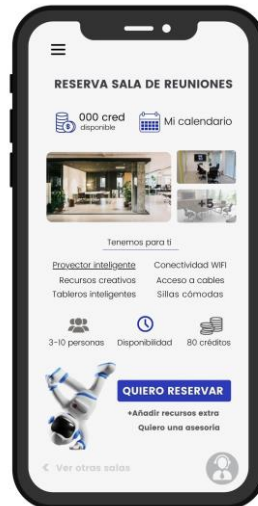 RESERVA SALA DE REUNIONES
000 cred
disponible
Mi calendario
Tenemos para ti
Proyector inteligente
Conectividad WIFI
Recursos creativos
Acceso a cables
Tableros inteligentes
Sillas cómodas
3-10 personas
Disponibilidad
80 créditos
QUIERO RESERVAR
+Añadir recursos extra
Quiero una asesoria
Ver otras salas